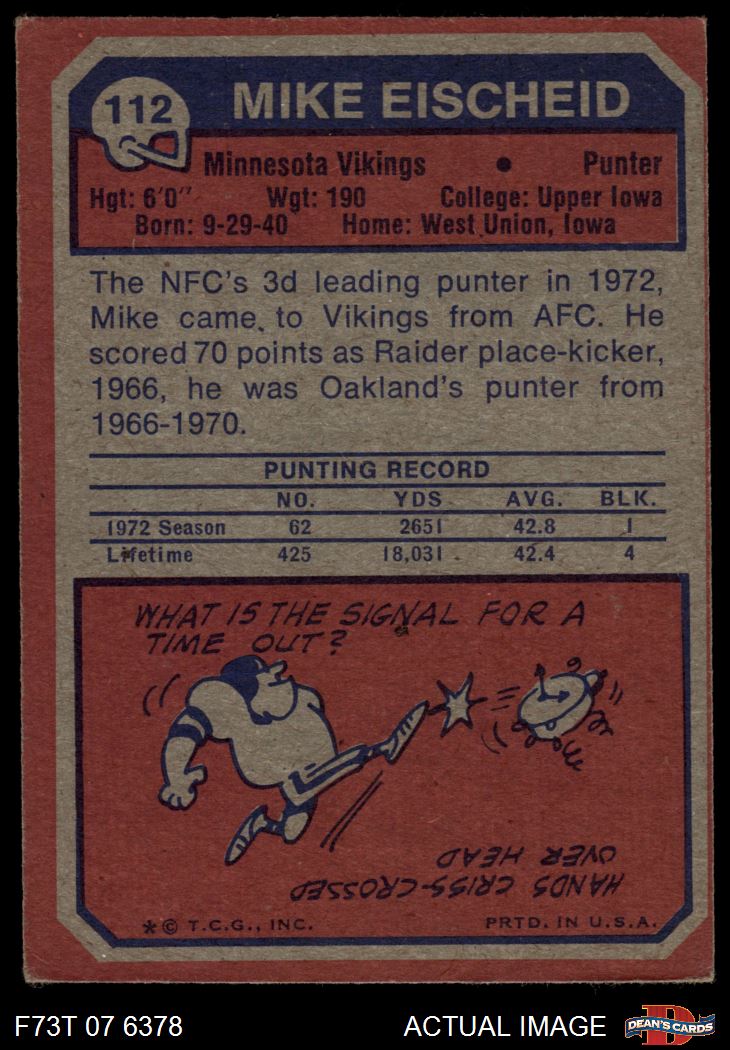 112
MIKE EISCHEID
Minnesota Vikings • Punter
Hgt: 6'0" Wgt: 190 College: Upper Iowa
Born: 9-29-40 Home: West Union, Iowa
The NFC's 3d leading punter in 1972,
Mike came to Vikings from AFC. He
scored 70 points as Raider place-kicker,
1966, he was Oakland's punter from
1966-1970.
PUNTING RECORD
NO. YDS AVG. BLK.
1972 Season 62 2651 42.8 1
Lifetime 425 18,031 42.4 4
WHAT IS THE SIGNAL FOR A
TIME OUT?
HANDS CRISS-CROSSED
OVER HEAD
*© T.C.G., INC. PRTD. IN U.S.A.
F73T 07 6378 ACTUAL IMAGE
D
DEAN'S CARDS